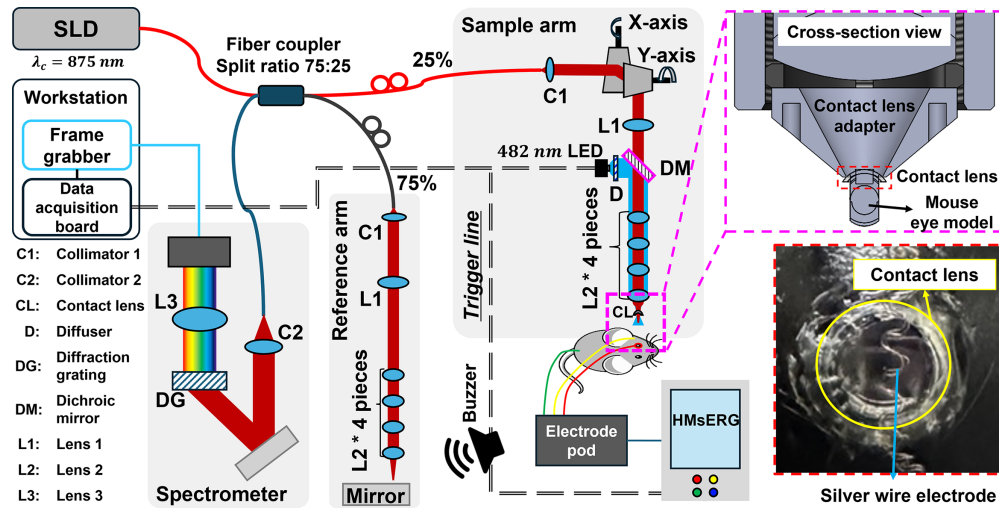 SLD
λc = 875 nm
Workstation
Frame
grabber
Data
acquisition
board
C1: Collimator 1
C2: Collimator 2
CL: Contact lens
D: Diffuser
DG: Diffraction
grating
DM: Dichroic
mirror
L1: Lens 1
L2: Lens 2
L3: Lens 3
Fiber coupler
Split ratio 75:25
25%
75%
L3
C2
DG
Spectrometer
Reference arm
C1
L1
L2 * 4 pieces
Mirror
Trigger line
Buzzer
Sample arm
X-axis
Y-axis
C1
L1
482 nm LED
DM
D
L2 * 4 pieces
CL
Electrode
pod
HMsERG
Cross-section view
Contact lens
adapter
Contact lens
Mouse
eye model
Contact lens
Silver wire electrode